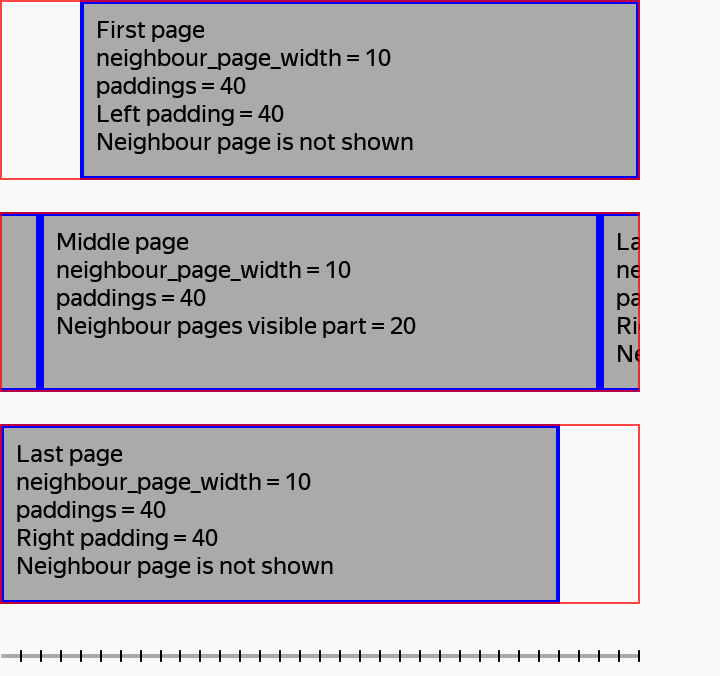 First page
neighbour_page_width = 10
paddings = 40
Left padding = 40
Neighbour page is not shown
Middle page
neighbour_page_width = 10
paddings = 40
Neighbour pages visible part = 20
La
ne
pa
Ri
Ne
Last page
neighbour_page_width = 10
paddings = 40
Right padding = 40
Neighbour page is not shown